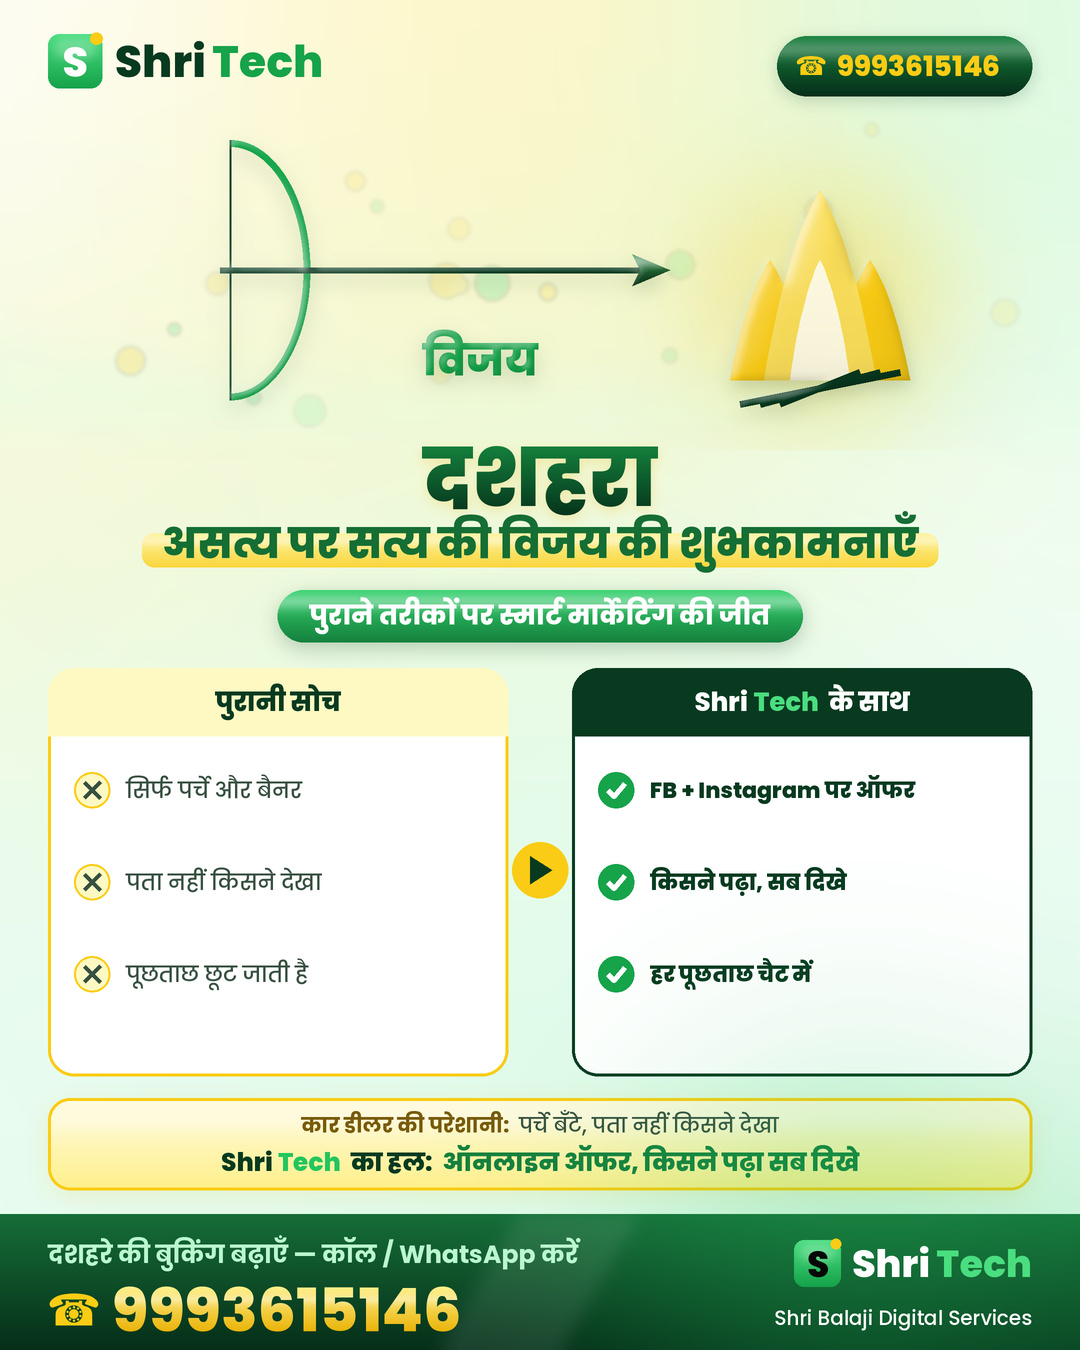 S Shri Tech
☎ 9993615146
विजय
दशहरा
असत्य पर सत्य की विजय की शुभकामनाएँ
पुराने तरीकों पर स्मार्ट मार्केटिंग की जीत
पुरानी सोच
सिर्फ पर्चे और बैनर
पता नहीं किसने देखा
पूछताछ छूट जाती है
Shri Tech के साथ
FB + Instagram पर ऑफर
किसने पढ़ा, सब दिखे
हर पूछताछ चैट में
कार डीलर की परेशानी: पर्चे बँटे, पता नहीं किसने देखा
Shri Tech का हल: ऑनलाइन ऑफर, किसने पढ़ा सब दिखे
दशहरे की बुकिंग बढ़ाएँ — कॉल / WhatsApp करें
☎ 9993615146
S Shri Tech
Shri Balaji Digital Services